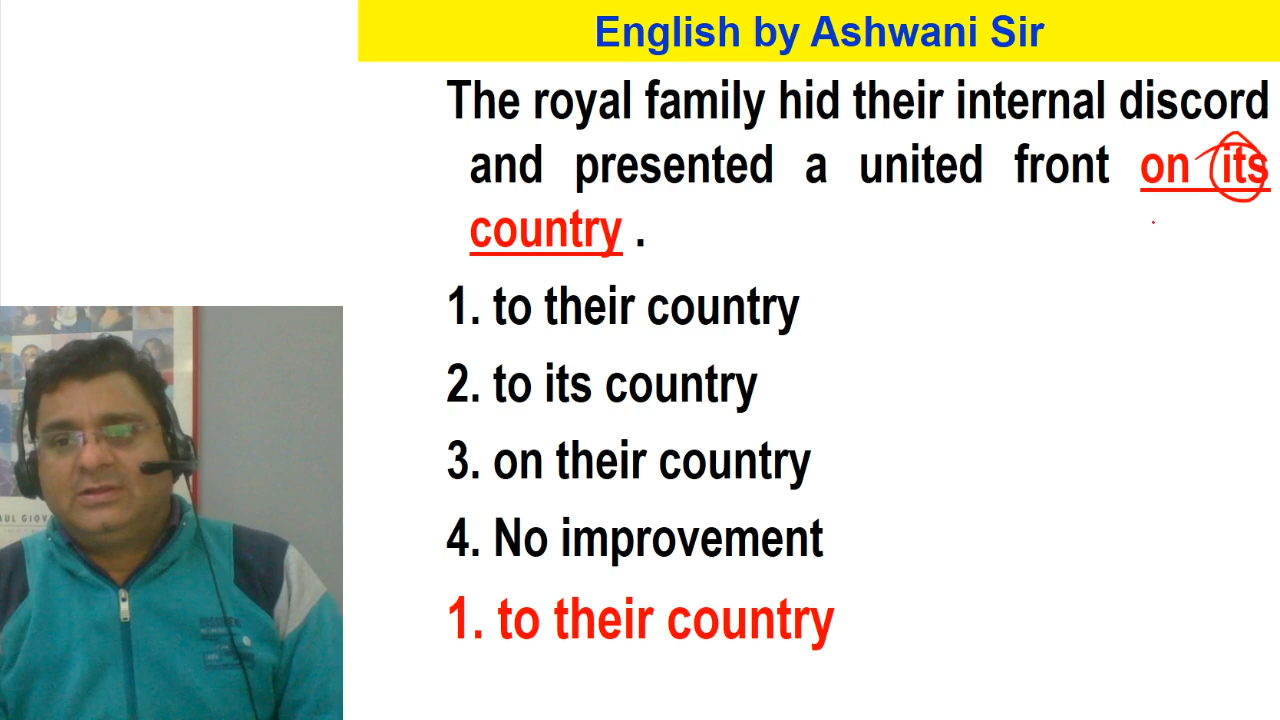 English by Ashwani Sir
The royal family hid their internal discord
and presented a united front on its
country .
1. to their country
2. to its country
3. on their country
4. No improvement
1. to their country